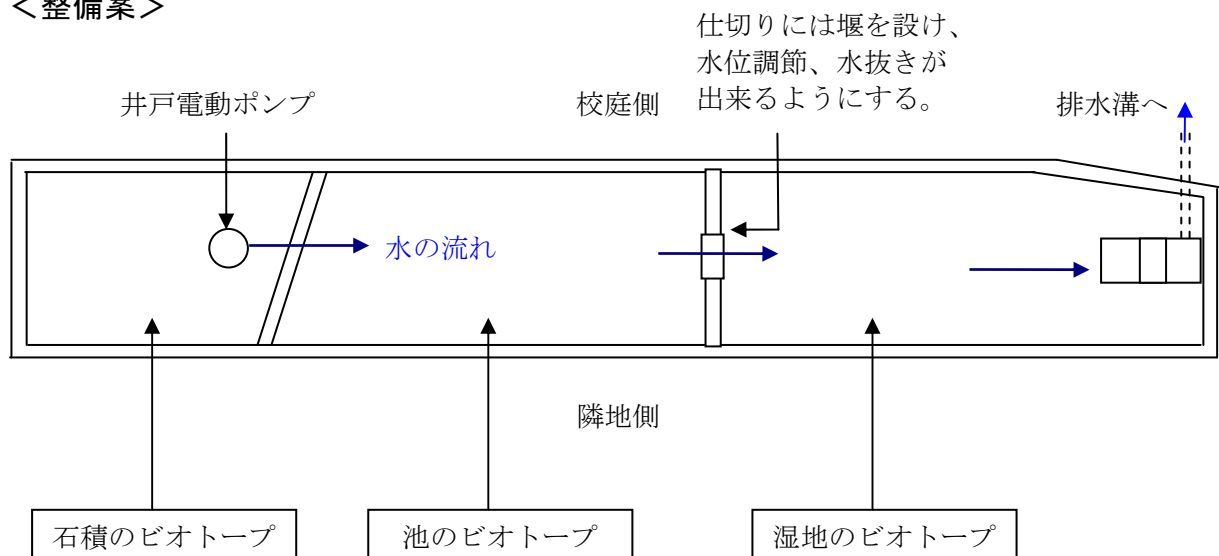 ＜整備案＞
仕切りには堰を設け、
水位調節、水抜きが
出来るようにする。
井戸電動ポンプ
校庭側
排水溝へ
水の流れ
隣地側
石積のビオトープ
池のビオトープ
湿地のビオトープ